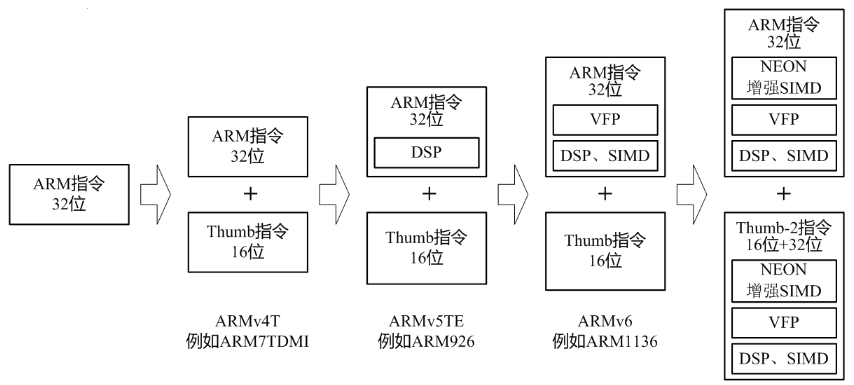 ARM指令
32位
ARM指令
32位
+
Thumb指令
16位
ARMv4T
例如ARM7TDMI
ARM指令
32位
DSP
+
Thumb指令
16位
ARMv5TE
例如ARM926
ARM指令
32位
VFP
DSP、SIMD
+
Thumb指令
16位
ARMv6
例如ARM1136
ARM指令
32位
NEON
增强SIMD
VFP
DSP、SIMD
+
Thumb-2指令
16位+32位
NEON
增强SIMD
VFP
DSP、SIMD